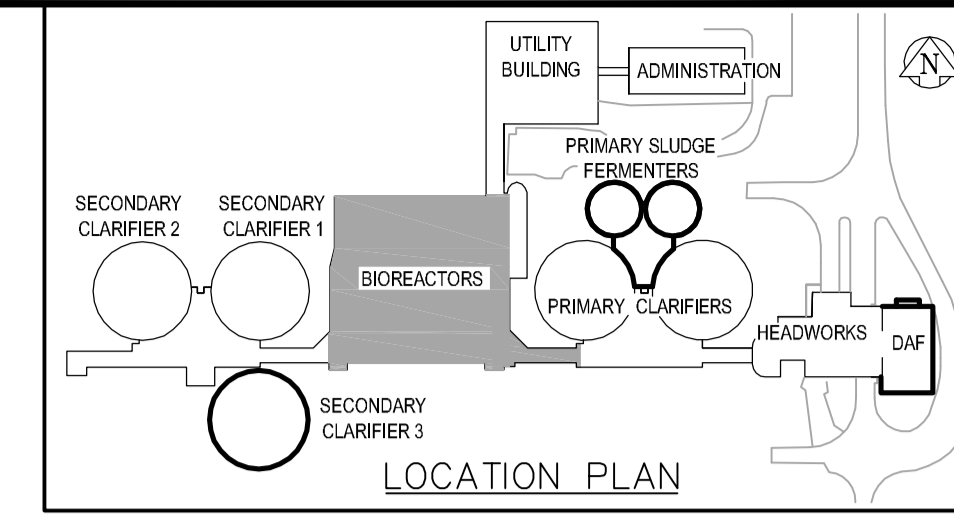 UTILITY
BUILDING
ADMINISTRATION
N
PRIMARY SLUDGE
FERMENTERS
SECONDARY
CLARIFIER 2
SECONDARY
CLARIFIER 1
BIOREACTORS
PRIMARY CLARIFIERS
HEADWORKS
DAF
SECONDARY
CLARIFIER 3
LOCATION PLAN